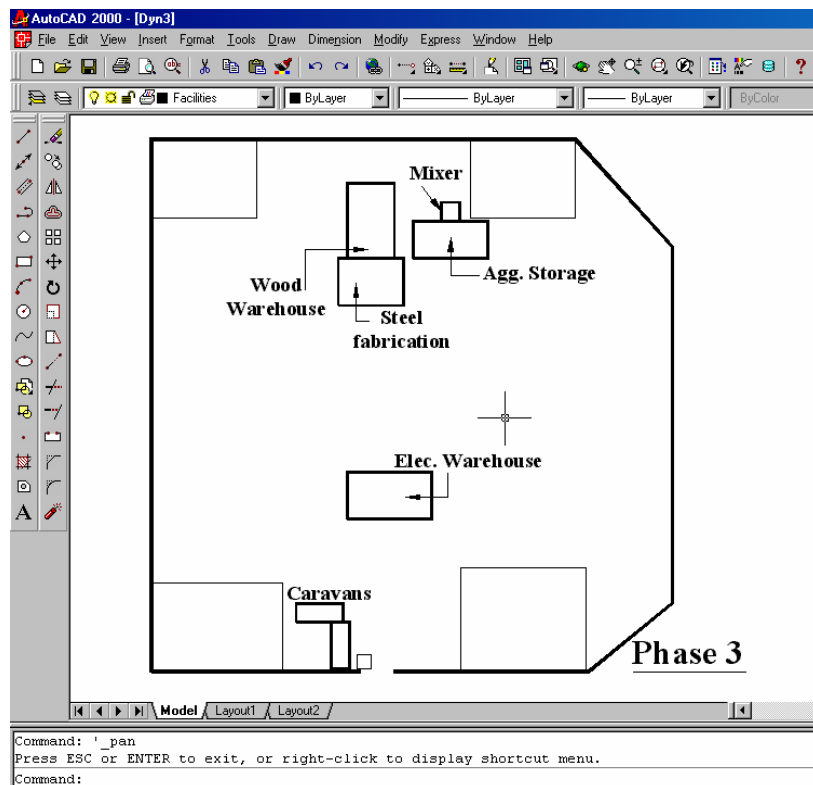 AutoCAD 2000 - [Dyn3]
File Edit View Insert Format Tools Draw Dimension Modify Express Window Help
Facilities ByLayer ByLayer ByLayer ByColor
Mixer
Agg. Storage
Wood
Warehouse
Steel
fabrication
Elec. Warehouse
Caravans
Phase 3
Model Layout1 Layout2
Command: '_pan
Press ESC or ENTER to exit, or right-click to display shortcut menu.
Command: